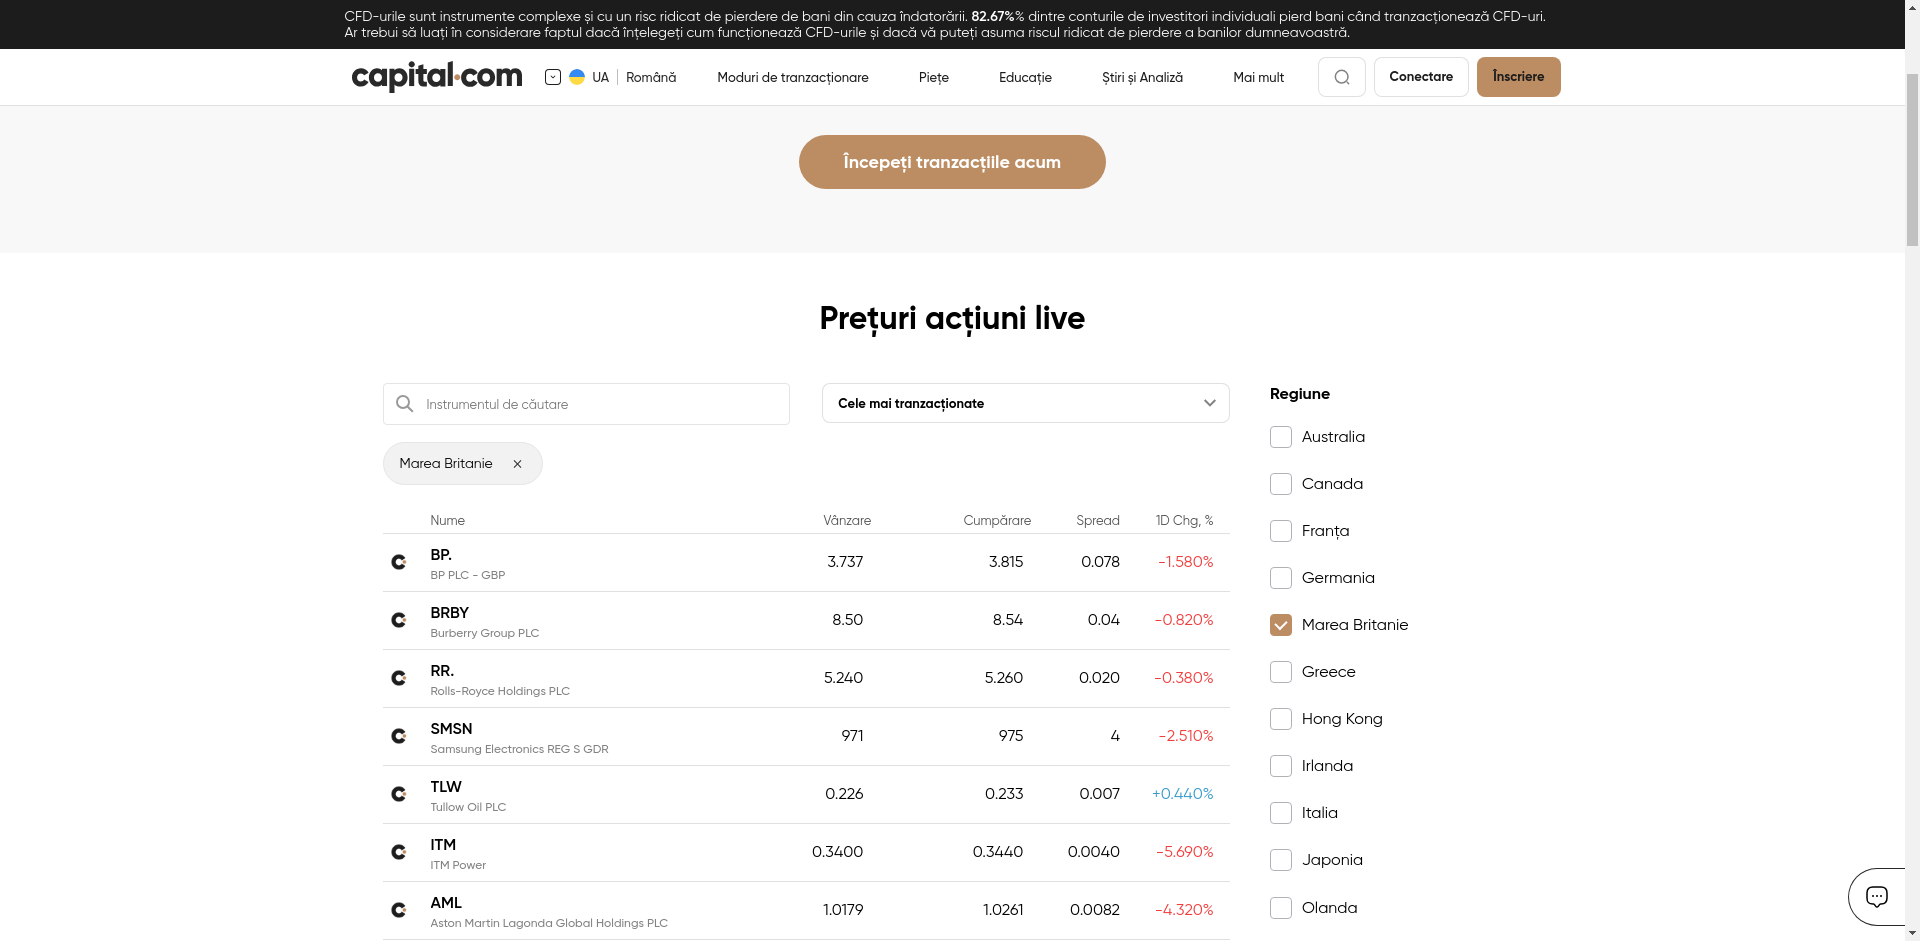 CFD-urile sunt instrumente complexe și cu un risc ridicat de pierdere de bani din cauza îndatorării. 82.67%% dintre conturile de investitori individuali pierd bani când tranzacționează CFD-uri.
Ar trebui să luați în considerare faptul dacă înțelegeți cum funcționează CFD-urile și dacă vă puteți asuma riscul ridicat de pierdere a banilor dumneavoastră.
capital.com UA Română Moduri de tranzacționare Piețe Educație Știri și Analiză Mai mult Conectare Înscriere
Începeți tranzacțiile acum
Prețuri acțiuni live
Instrumentul de căutare
Cele mai tranzacționate
Marea Britanie
Nume Vânzare Cumpărare Spread 1D Chg, %
BP. 3.737 3.815 0.078 -1.580%
BP PLC - GBP
BRBY 8.50 8.54 0.04 -0.820%
Burberry Group PLC
RR. 5.240 5.260 0.020 -0.380%
Rolls-Royce Holdings PLC
SMSN 971 975 4 -2.510%
Samsung Electronics REG S GDR
TLW 0.226 0.233 0.007 +0.440%
Tullow Oil PLC
ITM 0.3400 0.3440 0.0040 -5.690%
ITM Power
AML 1.0179 1.0261 0.0082 -4.320%
Aston Martin Lagonda Global Holdings PLC
Regiune
Australia
Canada
Franța
Germania
Marea Britanie
Greece
Hong Kong
Irlanda
Italia
Japonia
Olanda